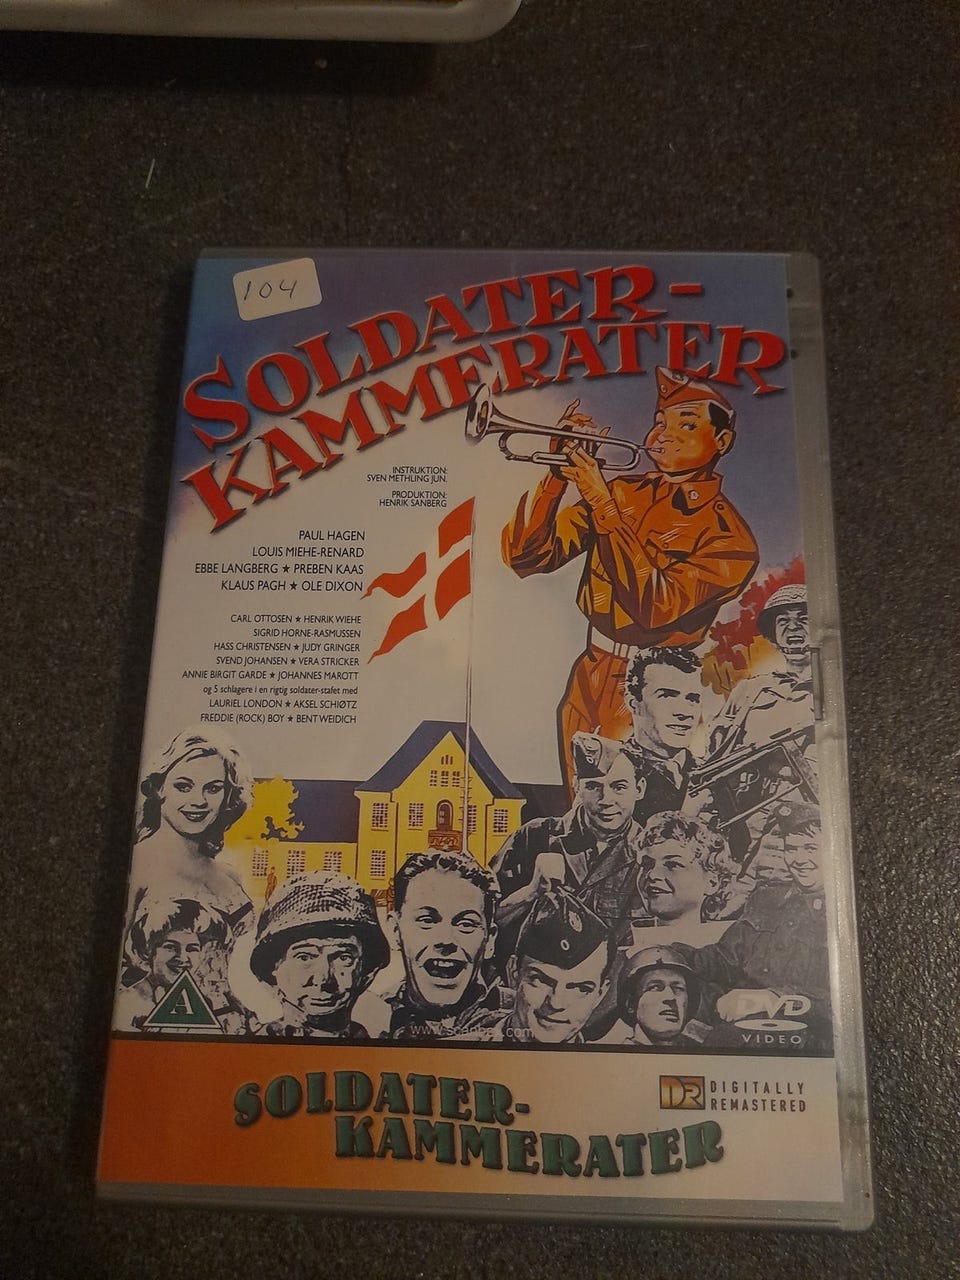 104
SOLDATER-
KAMMERATER
INSTRUKTION:
SVEN METHLING JUN.
PRODUKTION:
HENRIK SANBERG
PAUL HAGEN
LOUIS MIEHE-RENARD
EBBE LANGBERG ★ PREBEN KAAS
KLAUS PAGH ★ OLE DIXON
CARL OTTOSEN ★ HENRIK WIEHE
SIGRID HORNE-RASMUSSEN
HASS CHRISTENSEN ★ JUDY GRINGER
SVEND JOHANSEN ★ VERA STRICKER
ANNIE BIRGIT GARDE ★ JOHANNES MAROTT
og 5 schlagere i en rigtig soldater-stafet med
LAURIEL LONDON ★ AKSEL SCHIØTZ
FREDDIE (ROCK) BOY ★ BENT WEIDICH
A
DVD
VIDEO
SOLDATER-
KAMMERATER
DR DIGITALLY
REMASTERED